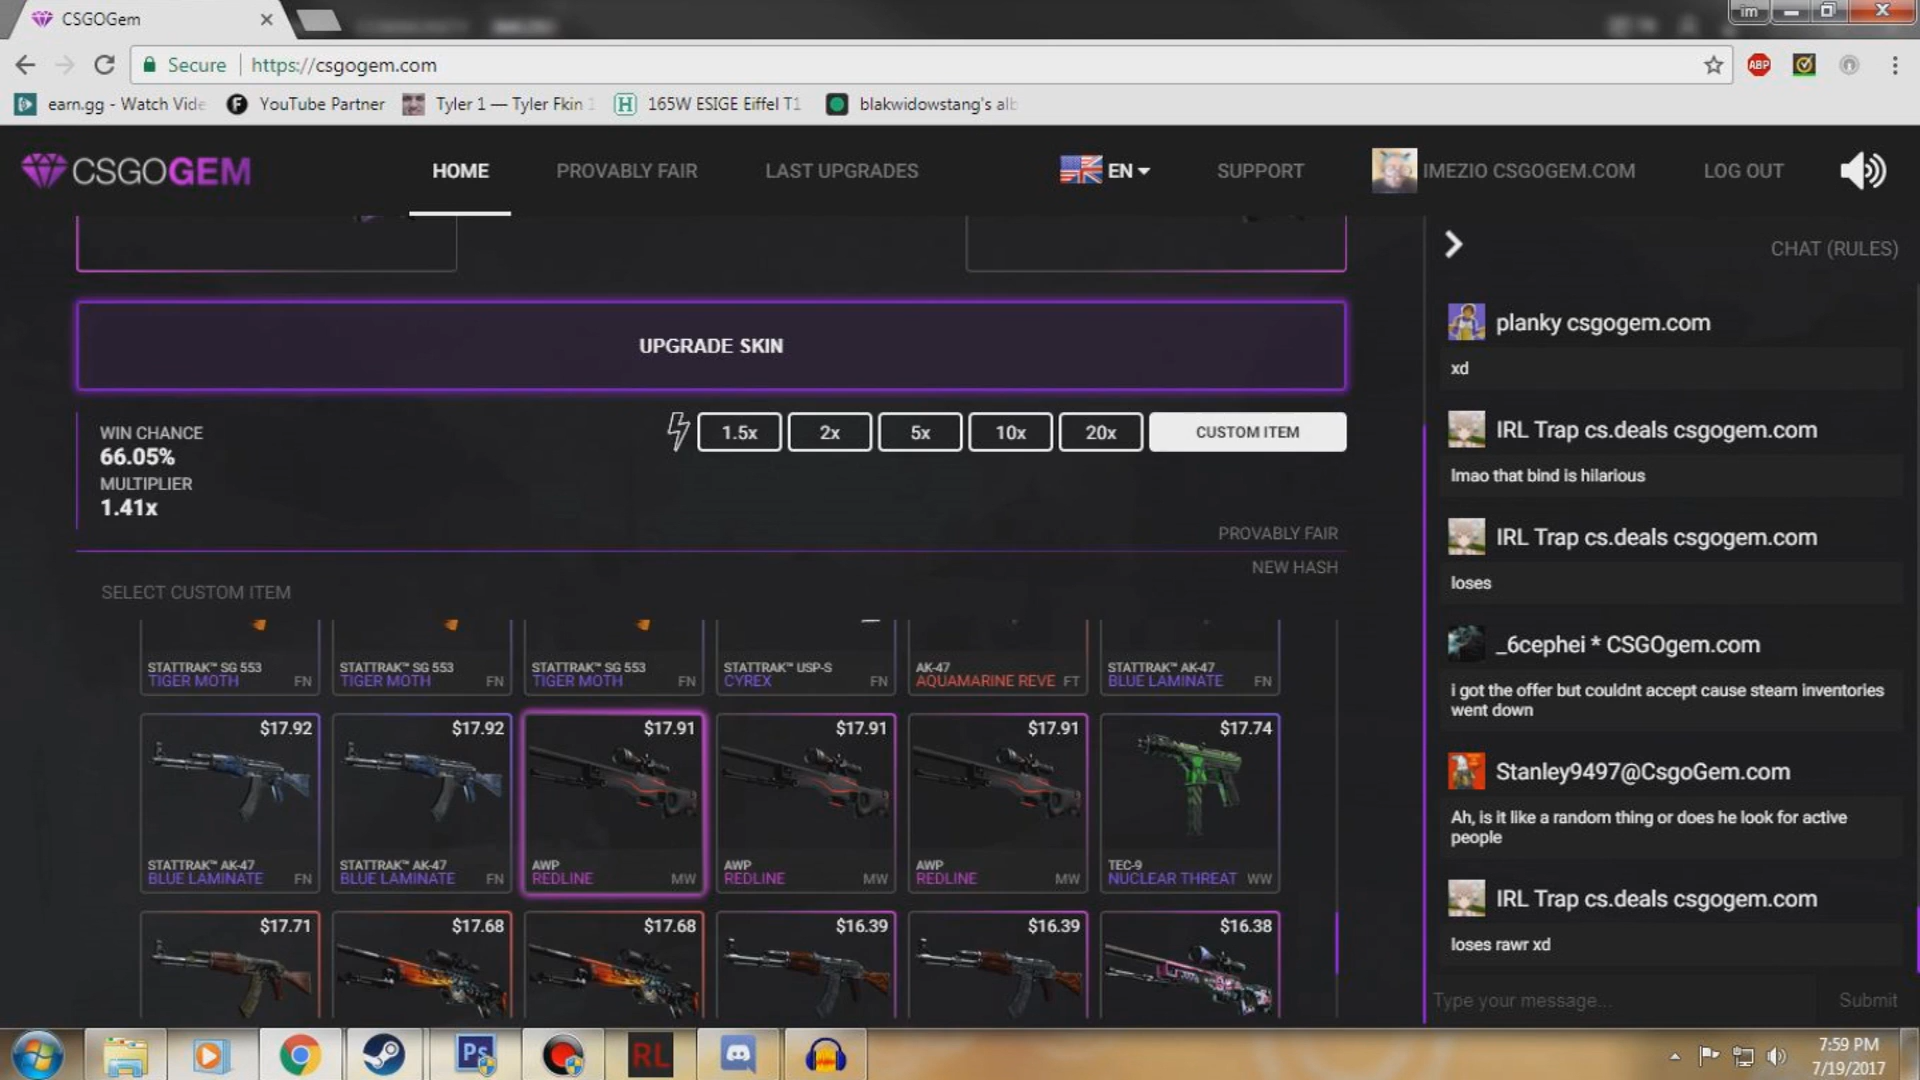 CSGOGem
im
Secure
https://csgogem.com
ABP
earn.gg - Watch Vide
YouTube Partner
Tyler 1 — Tyler Fkin
165W ESIGE Eiffel T1
blakwidowstang's alb
CSGOGEM
HOME
PROVABLY FAIR
LAST UPGRADES
EN
SUPPORT
IMEZIO CSGOGEM.COM
LOG OUT
CHAT (RULES)
UPGRADE SKIN
WIN CHANCE
66.05%
MULTIPLIER
1.41x
1.5x
2x
5x
10x
20x
CUSTOM ITEM
PROVABLY FAIR
NEW HASH
SELECT CUSTOM ITEM
STATTRAK™ SG 553
TIGER MOTH FN
STATTRAK™ SG 553
TIGER MOTH FN
STATTRAK™ SG 553
TIGER MOTH FN
STATTRAK™ USP-S
CYREX FN
AK-47
AQUAMARINE REVE FT
STATTRAK™ AK-47
BLUE LAMINATE FN
$17.92
STATTRAK™ AK-47
BLUE LAMINATE FN
$17.92
STATTRAK™ AK-47
BLUE LAMINATE FN
$17.91
AWP
REDLINE MW
$17.91
AWP
REDLINE MW
$17.91
AWP
REDLINE MW
$17.74
TEC-9
NUCLEAR THREAT WW
$17.71
$17.68
$17.68
$16.39
$16.39
$16.38
planky csgogem.com
xd
IRL Trap cs.deals csgogem.com
lmao that bind is hilarious
IRL Trap cs.deals csgogem.com
loses
_6cephei * CSGOgem.com
i got the offer but couldnt accept cause steam inventories
went down
Stanley9497@CsgoGem.com
Ah, is it like a random thing or does he look for active
people
IRL Trap cs.deals csgogem.com
loses rawr xd
Type your message...
Submit
Ps
RL
7:59 PM
7/19/2017